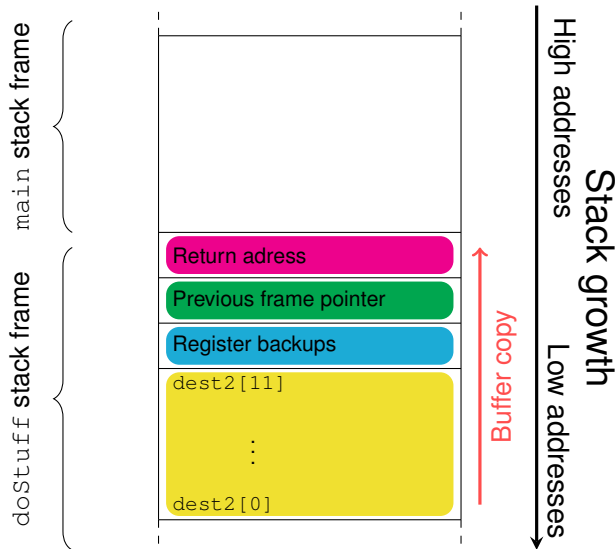 main stack frame
doStuff stack frame
Return adress
Previous frame pointer
Register backups
dest2[11]
⋮
dest2[0]
Buffer copy
High addresses
Low addresses
Stack growth